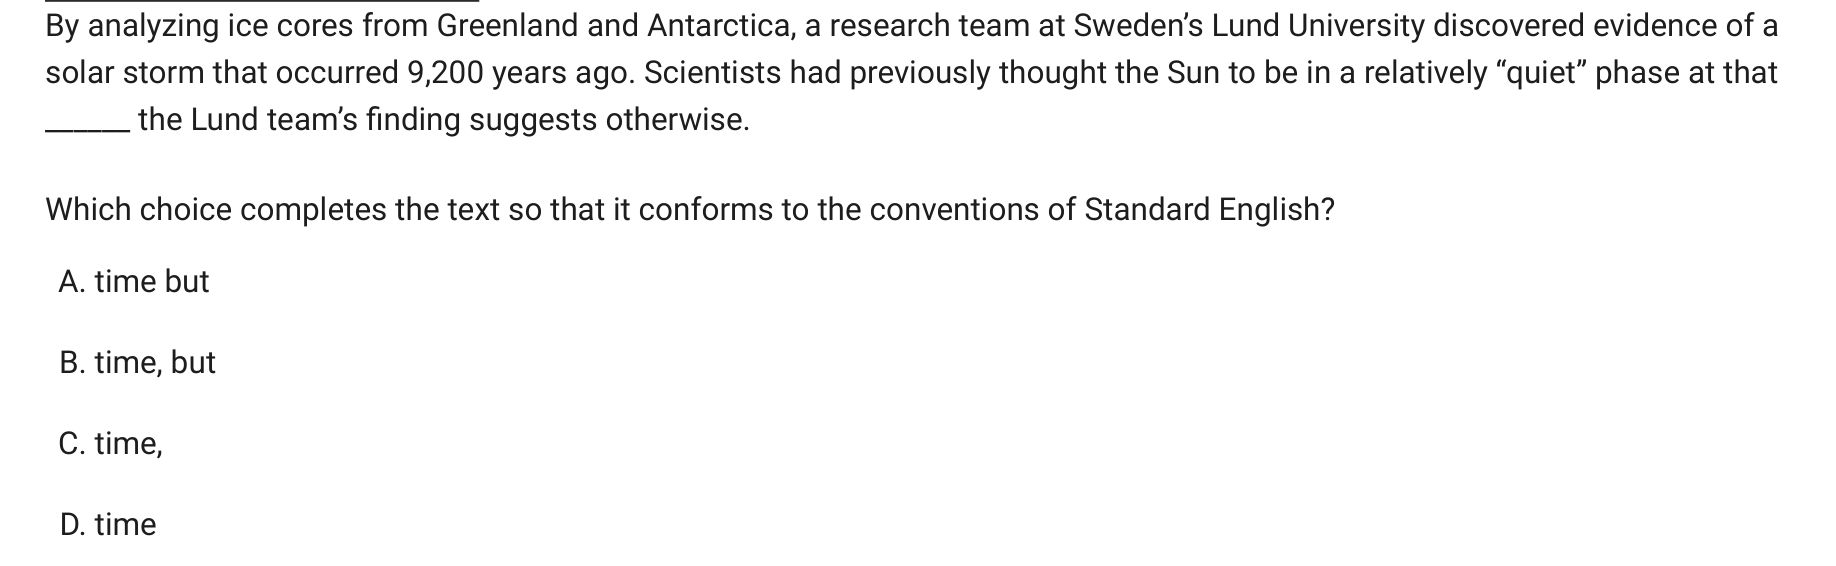 By analyzing ice cores from Greenland and Antarctica, a research team at Sweden’s Lund University discovered evidence of a
solar storm that occurred 9,200 years ago. Scientists had previously thought the Sun to be in a relatively “quiet” phase at that
______ the Lund team’s finding suggests otherwise.
Which choice completes the text so that it conforms to the conventions of Standard English?
A. time but
B. time, but
C. time,
D. time